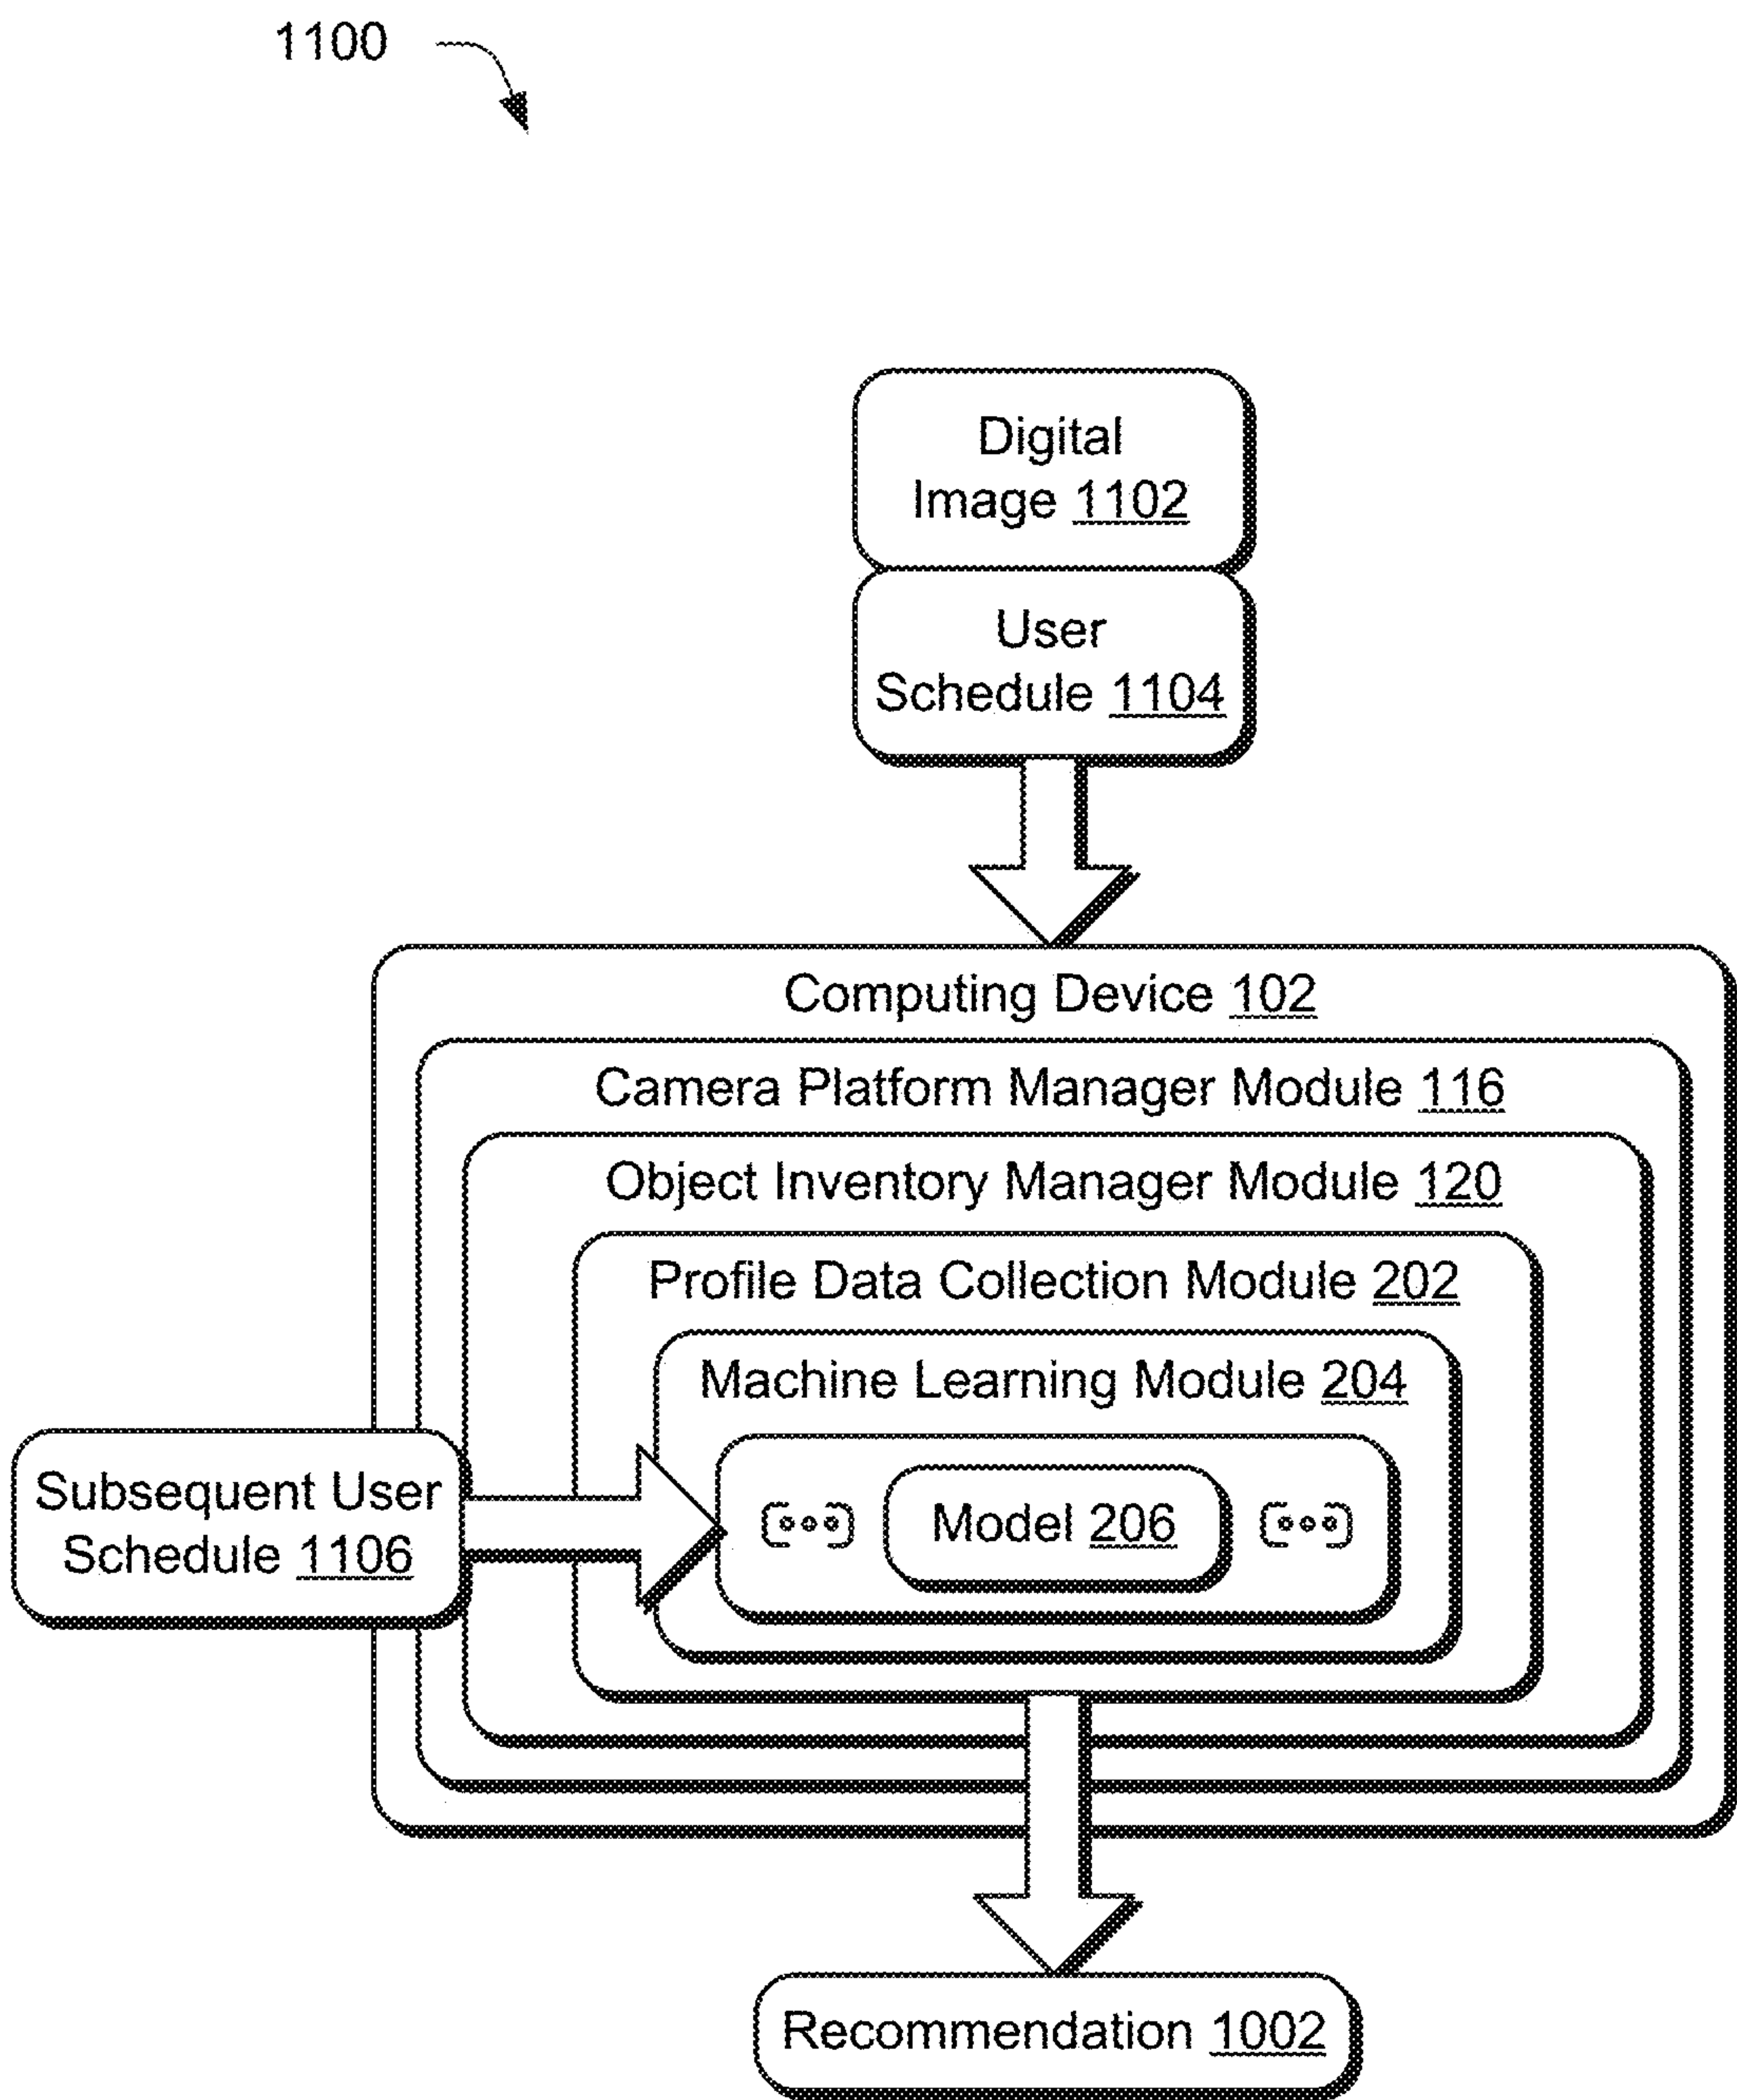 1100
Digital
Image 1102
User
Schedule 1104
Computing Device 102
Camera Platform Manager Module 116
Object Inventory Manager Module 120
Profile Data Collection Module 202
Machine Learning Module 204
Subsequent User
Schedule 1106
Model 206
Recommendation 1002